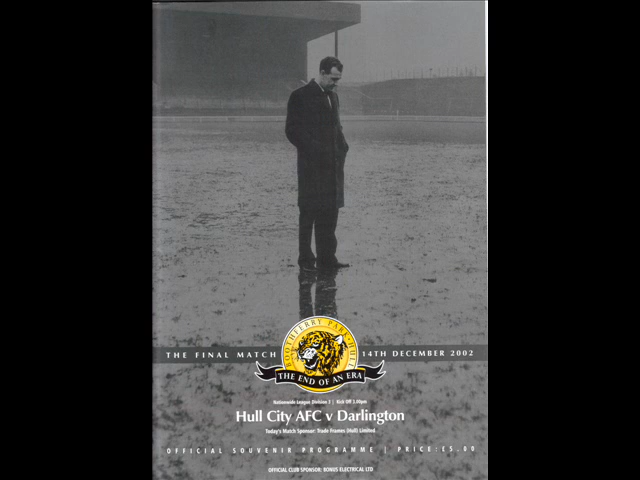 THE FINAL MATCH
14TH DECEMBER 2002
BOOTHFERRY PARK · HULL
THE END OF AN ERA
Nationwide League Division 3 | Kick Off 3.00pm
Hull City AFC v Darlington
Today's Match Sponsor: Trade Frames (Hull) Limited.
OFFICIAL SOUVENIR PROGRAMME | PRICE: £5.00
OFFICIAL CLUB SPONSOR: BONUS ELECTRICAL LTD